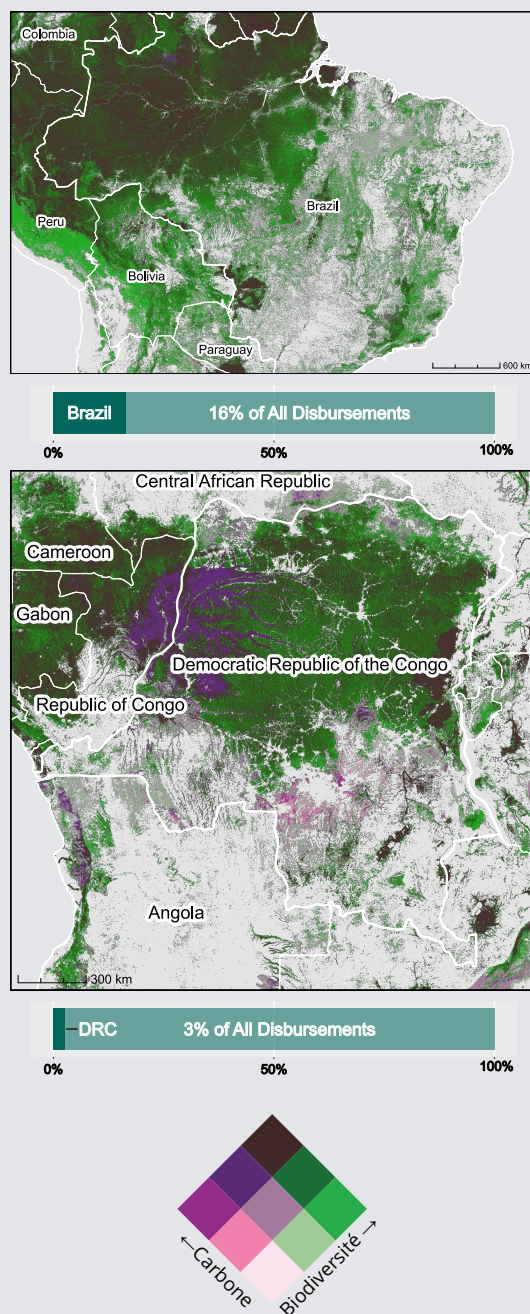 Colombia
Peru
Brazil
Bolivia
Paraguay
600 km
Brazil
16% of All Disbursements
0%
50%
100%
Central African Republic
Cameroon
Gabon
Democratic Republic of the Congo
Republic of Congo
Angola
300 km
DRC
3% of All Disbursements
0%
50%
100%
←Carbone
Biodiversité→